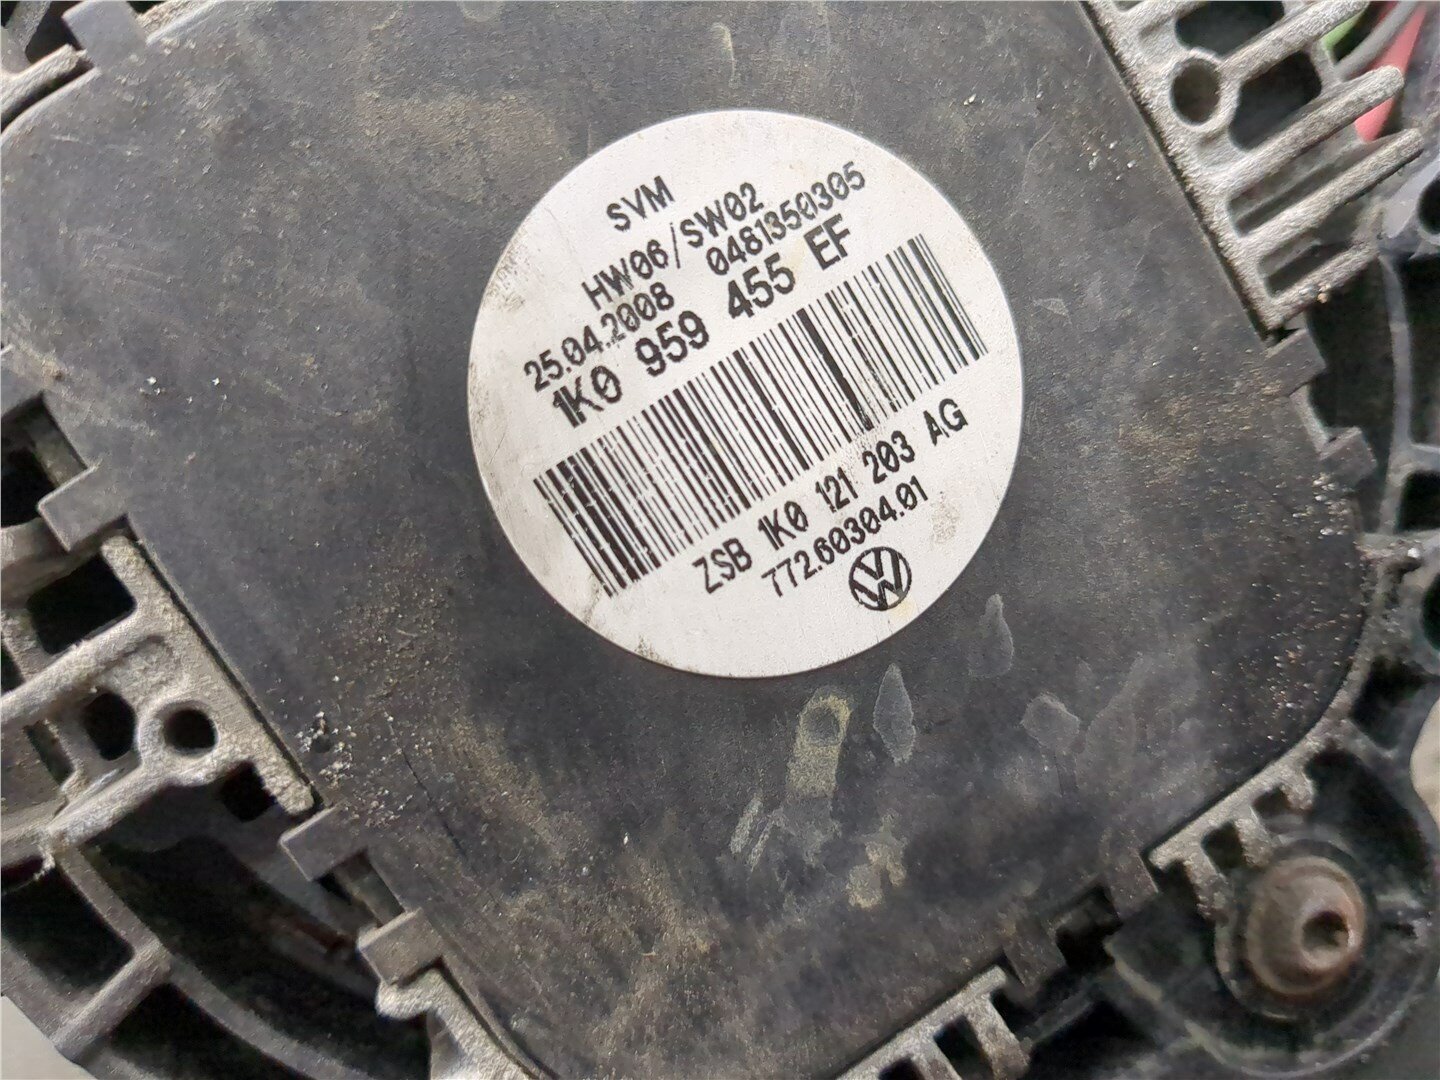 SVM
HW06/SW02
25.04.2008 0481350305
1K0 959 455 EF
ZSB 1K0 121 203 AG
772.60304.01